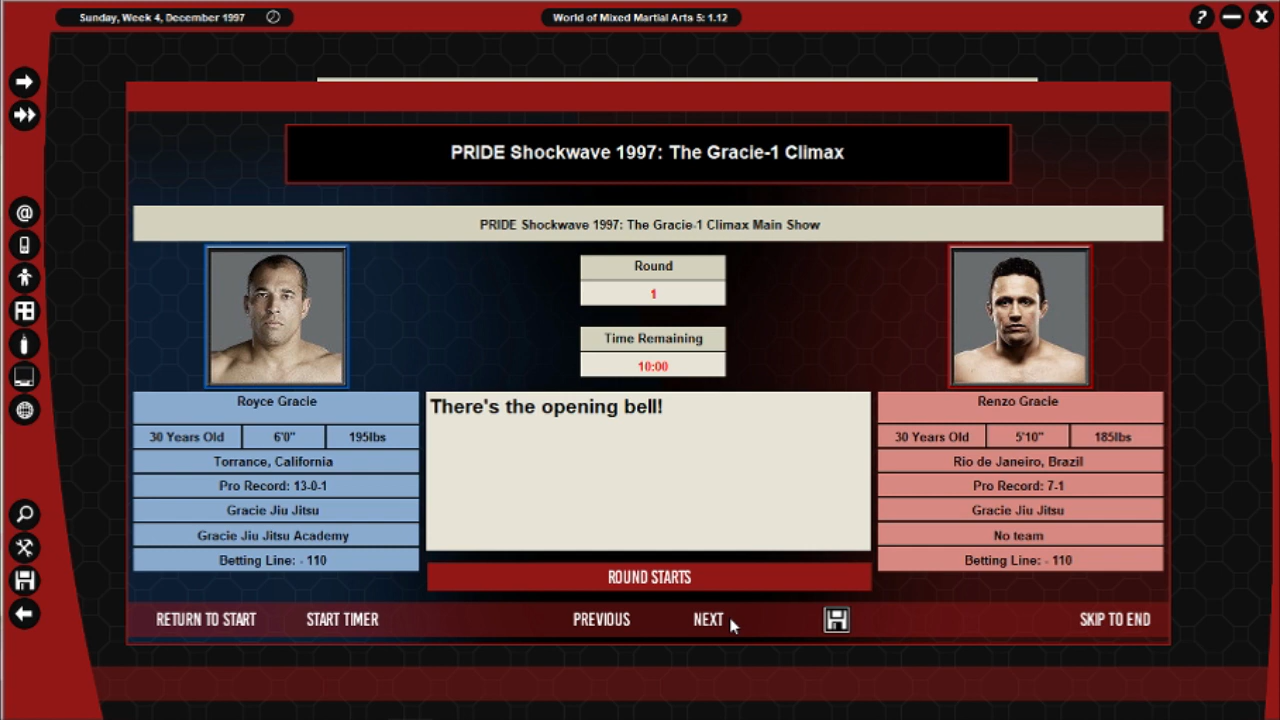 Sunday, Week 4, December 1997
World of Mixed Martial Arts 5: 1.12
?
X
@
PRIDE Shockwave 1997: The Gracie-1 Climax
PRIDE Shockwave 1997: The Gracie-1 Climax Main Show
Round
1
Time Remaining
10:00
Royce Gracie
30 Years Old
6'0"
195lbs
Torrance, California
Pro Record: 13-0-1
Gracie Jiu Jitsu
Gracie Jiu Jitsu Academy
Betting Line: - 110
There's the opening bell!
ROUND STARTS
Renzo Gracie
30 Years Old
5'10"
185lbs
Rio de Janeiro, Brazil
Pro Record: 7-1
Gracie Jiu Jitsu
No team
Betting Line: - 110
RETURN TO START
START TIMER
PREVIOUS
NEXT
SKIP TO END